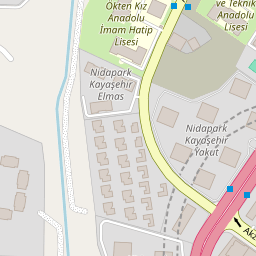 Ökten Kız
Anadolu
İmam Hatip
Lisesi
ve Teknik
Anadolu
Lisesi
Nidapark
Kayaşehir
Elmas
Nidapark
Kayaşehir
Yakut